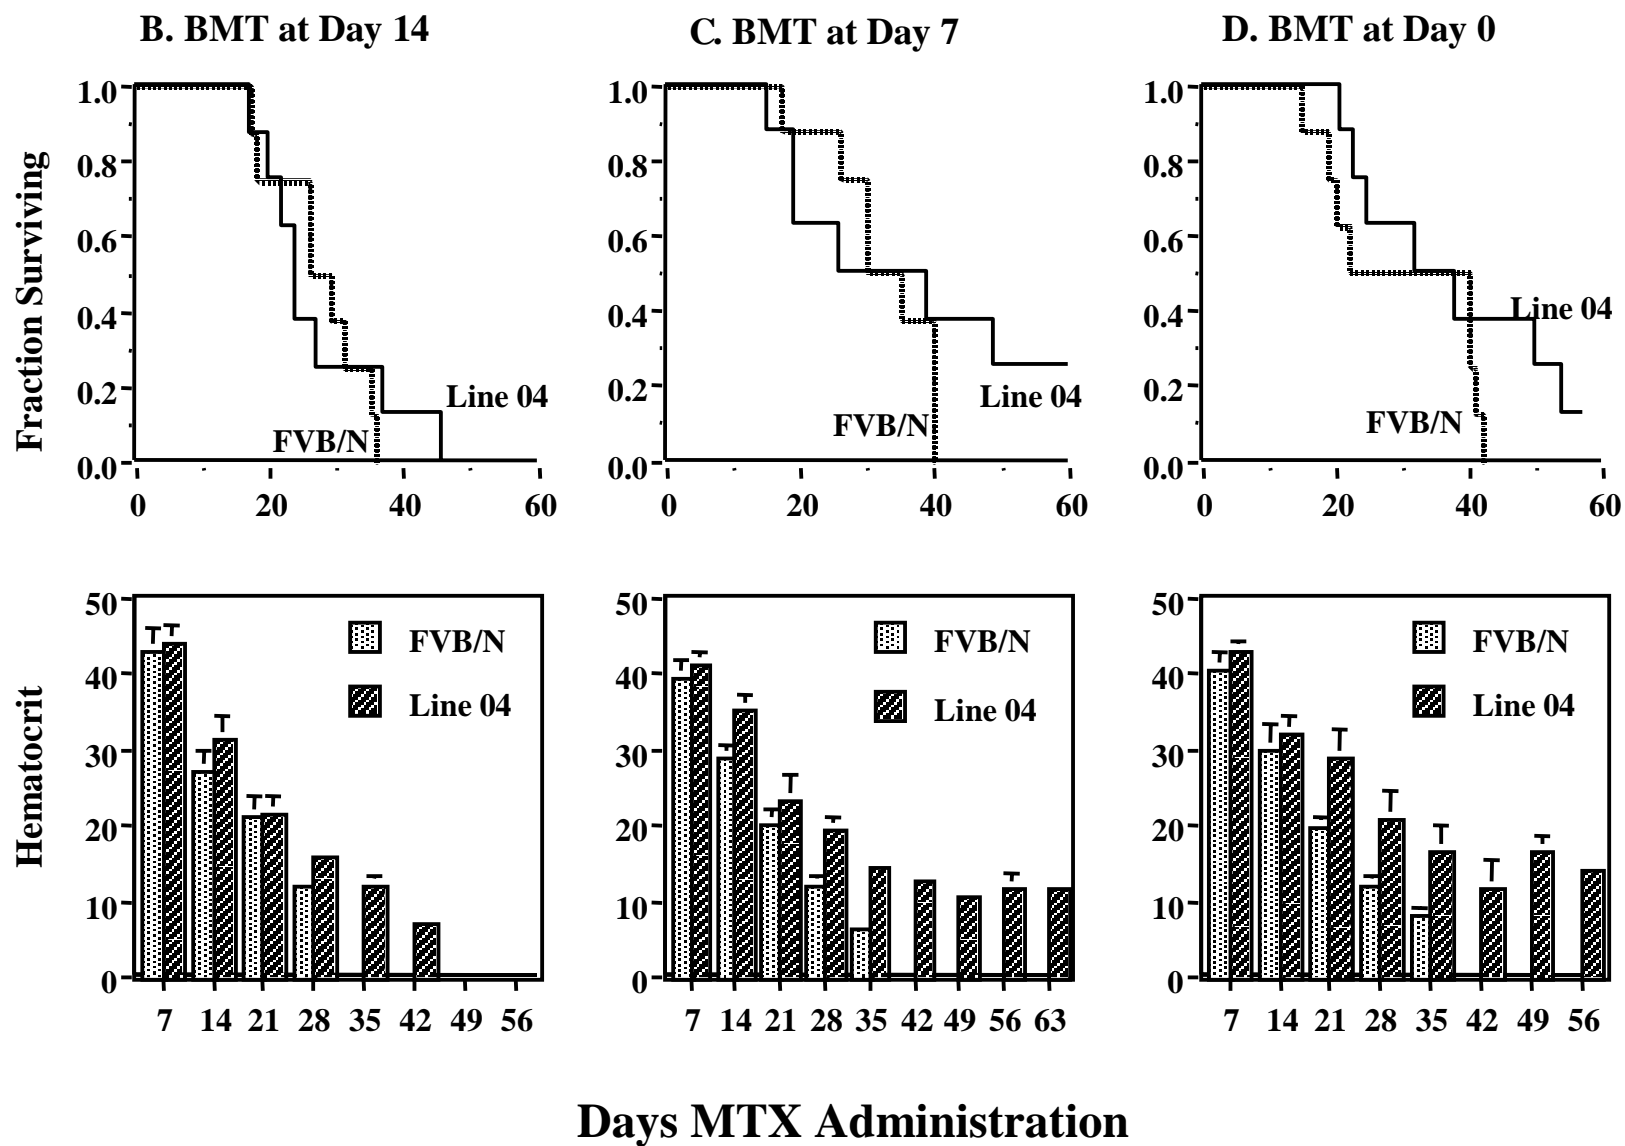 B. BMT at Day 14
C. BMT at Day 7
D. BMT at Day 0
Fraction Surviving
1.0
0.8
0.6
0.4
0.2
0.0
0 20 40 60
FVB/N
Line 04
1.0
0.8
0.6
0.4
0.2
0.0
0 20 40 60
FVB/N
Line 04
1.0
0.8
0.6
0.4
0.2
0.0
0 20 40 60
Line 04
FVB/N
Hematocrit
50
40
30
20
10
0
FVB/N
Line 04
7 14 21 28 35 42 49 56
50
40
30
20
10
0
FVB/N
Line 04
7 14 21 28 35 42 49 56 63
50
40
30
20
10
0
FVB/N
Line 04
7 14 21 28 35 42 49 56
Days MTX Administration